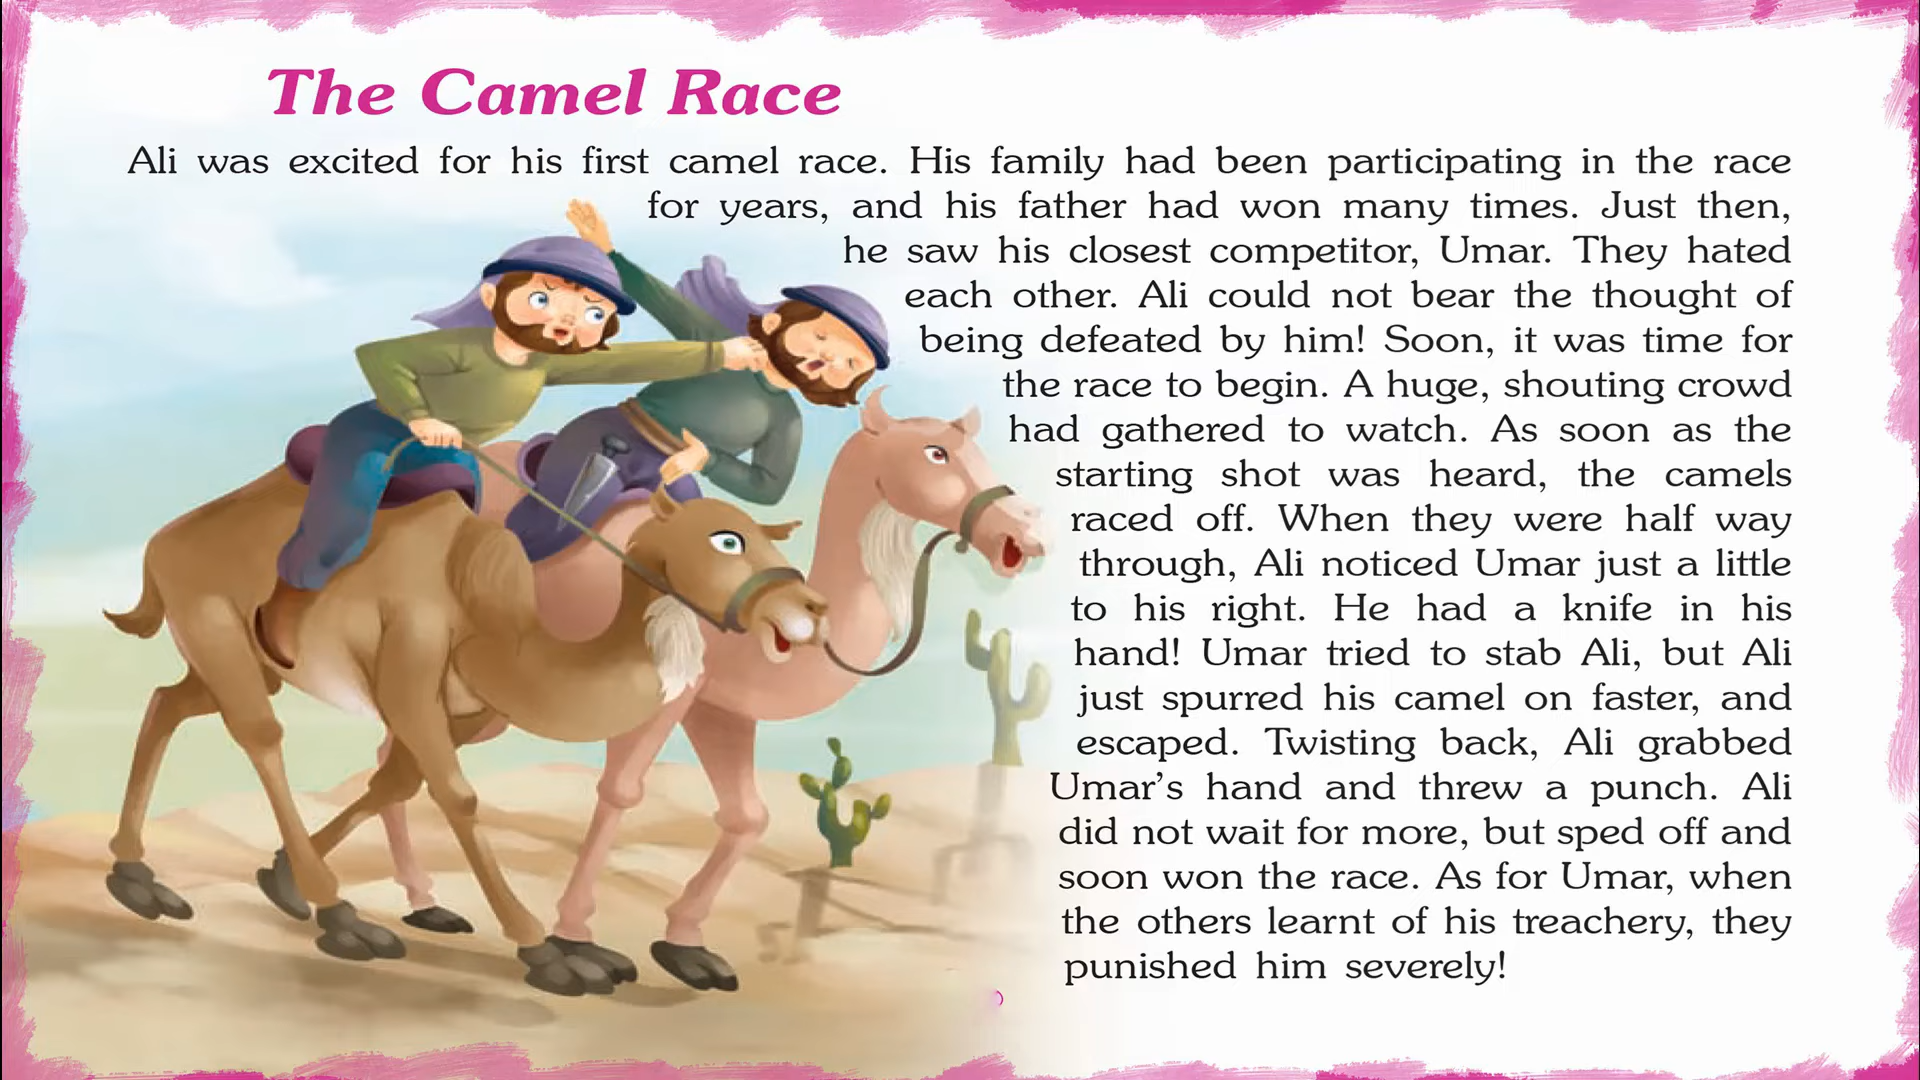 The Camel Race
Ali was excited for his first camel race. His family had been participating in the race
for years, and his father had won many times. Just then,
he saw his closest competitor, Umar. They hated
each other. Ali could not bear the thought of
being defeated by him! Soon, it was time for
the race to begin. A huge, shouting crowd
had gathered to watch. As soon as the
starting shot was heard, the camels
raced off. When they were half way
through, Ali noticed Umar just a little
to his right. He had a knife in his
hand! Umar tried to stab Ali, but Ali
just spurred his camel on faster, and
escaped. Twisting back, Ali grabbed
Umar’s hand and threw a punch. Ali
did not wait for more, but sped off and
soon won the race. As for Umar, when
the others learnt of his treachery, they
punished him severely!